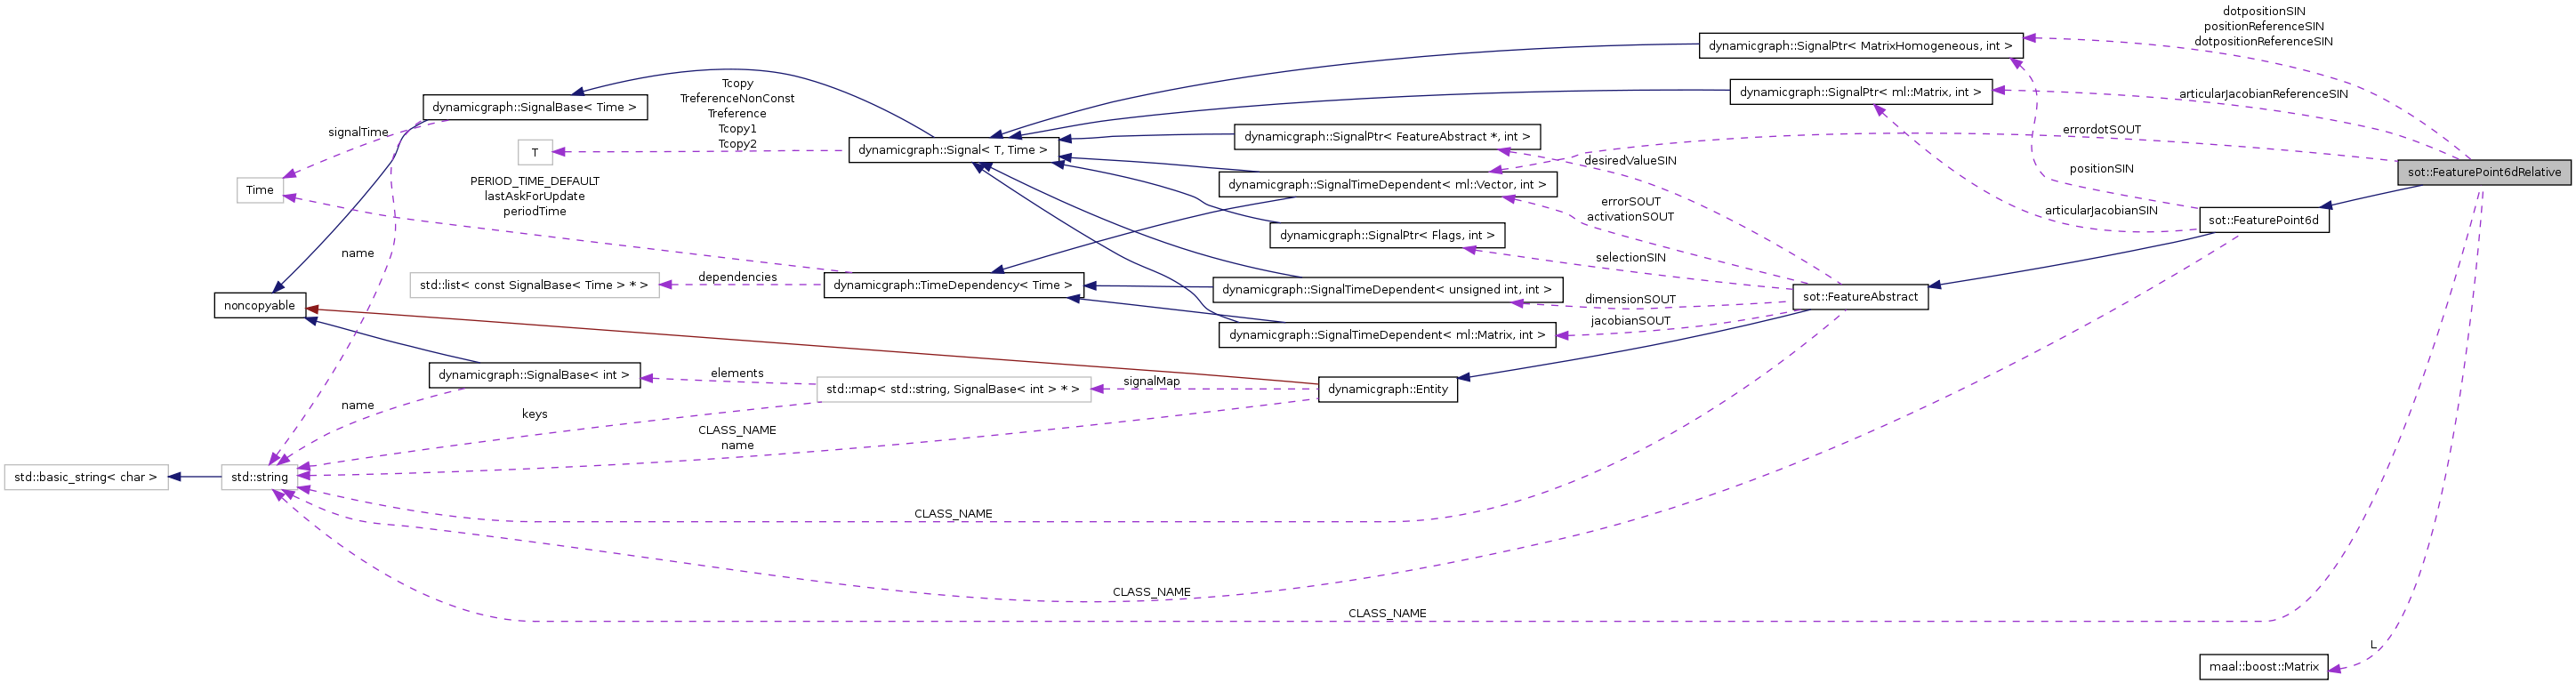 dotpositionSIN
positionReferenceSIN
dotpositionReferenceSIN
dynamicgraph::SignalPtr< MatrixHomogeneous, int >
Tcopy
TreferenceNonConst
Treference
Tcopy1
Tcopy2
dynamicgraph::SignalBase< Time >
dynamicgraph::SignalPtr< ml::Matrix, int >
articularJacobianReferenceSIN
signalTime
dynamicgraph::SignalPtr< FeatureAbstract *, int >
errordotSOUT
T
dynamicgraph::Signal< T, Time >
desiredValueSIN
positionSIN
sot::FeaturePoint6dRelative
Time
PERIOD_TIME_DEFAULT
lastAskForUpdate
periodTime
dynamicgraph::SignalTimeDependent< ml::Vector, int >
errorSOUT
activationSOUT
articularJacobianSIN
sot::FeaturePoint6d
dynamicgraph::SignalPtr< Flags, int >
name
selectionSIN
dependencies
std::list< const SignalBase< Time > * >
dynamicgraph::TimeDependency< Time >
dynamicgraph::SignalTimeDependent< unsigned int, int >
dimensionSOUT
sot::FeatureAbstract
noncopyable
dynamicgraph::SignalTimeDependent< ml::Matrix, int >
jacobianSOUT
dynamicgraph::SignalBase< int >
elements
std::map< std::string, SignalBase< int > * >
signalMap
dynamicgraph::Entity
name
keys
CLASS_NAME
name
std::basic_string< char >
std::string
CLASS_NAME
CLASS_NAME
CLASS_NAME
L
maal::boost::Matrix